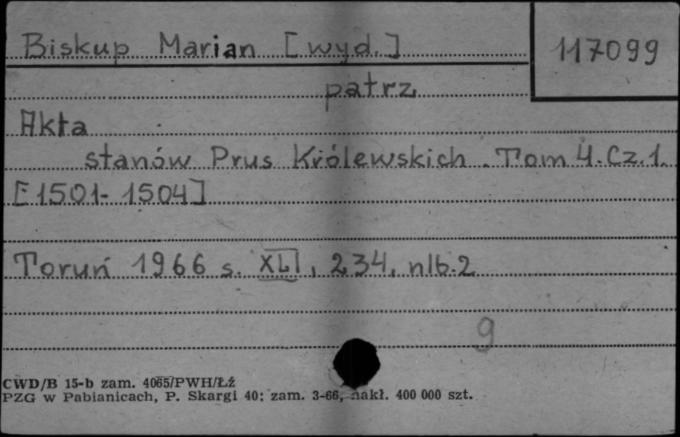 Biskup Marian [wyd.]
117099
patrz
Akta
stanów Prus Królewskich. Tom 4. Cz. 1.
[1501-1504]
Toruń 1966 s. XLI, 234, nlb. 2
9
CWD/B 15-b zam. 4065/PWH/Łź
PZG w Pabianicach, P. Skargi 40; zam. 3-66, nakł. 400 000 szt.